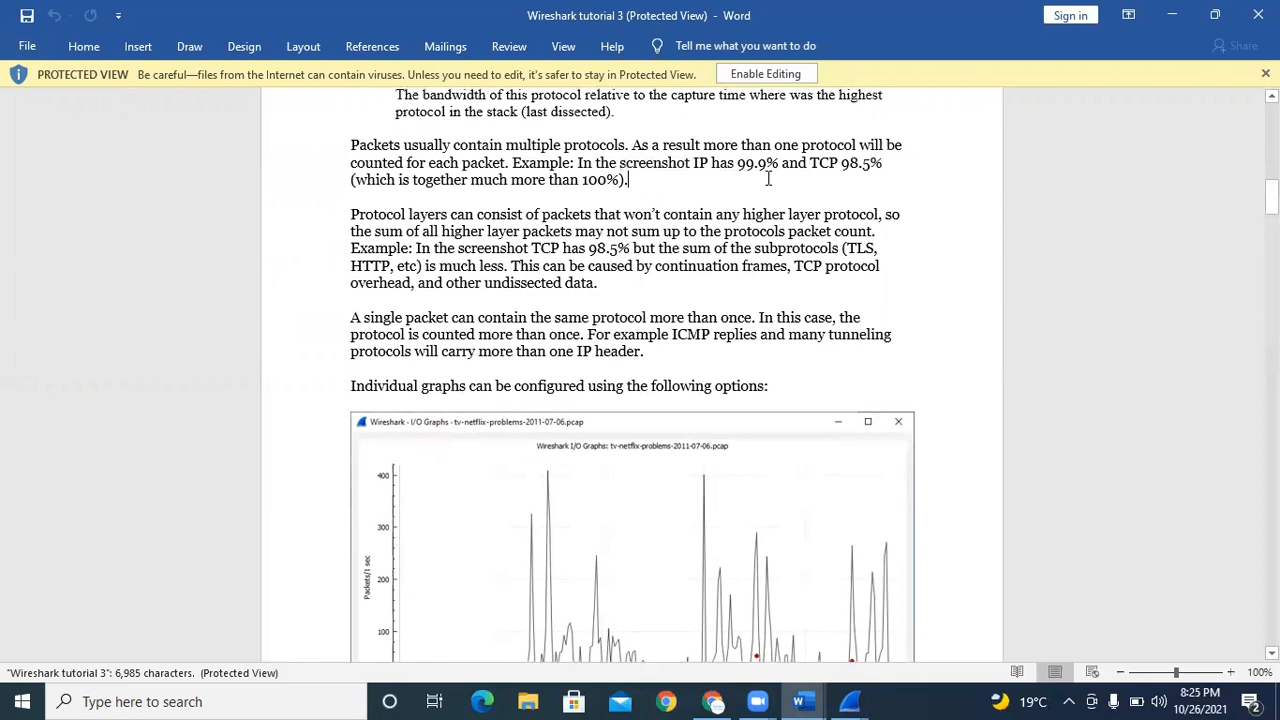 Wireshark tutorial 3 (Protected View) - Word
Sign in
File Home Insert Draw Design Layout References Mailings Review View Help Tell me what you want to do Share
PROTECTED VIEW Be careful—files from the Internet can contain viruses. Unless you need to edit, it's safer to stay in Protected View. Enable Editing
The bandwidth of this protocol relative to the capture time where was the highest
protocol in the stack (last dissected).
Packets usually contain multiple protocols. As a result more than one protocol will be
counted for each packet. Example: In the screenshot IP has 99.9% and TCP 98.5%
(which is together much more than 100%).
Protocol layers can consist of packets that won't contain any higher layer protocol, so
the sum of all higher layer packets may not sum up to the protocols packet count.
Example: In the screenshot TCP has 98.5% but the sum of the subprotocols (TLS,
HTTP, etc) is much less. This can be caused by continuation frames, TCP protocol
overhead, and other undissected data.
A single packet can contain the same protocol more than once. In this case, the
protocol is counted more than once. For example ICMP replies and many tunneling
protocols will carry more than one IP header.
Individual graphs can be configured using the following options:
Wireshark - I/O Graphs - tv-netflix-problems-2011-07-06.pcap
Wireshark I/O Graphs: tv-netflix-problems-2011-07-06.pcap
400
300
200
100
Packets/1 sec
"Wireshark tutorial 3": 6,985 characters. (Protected View)
100%
Type here to search
19°C
8:25 PM
10/26/2021
2